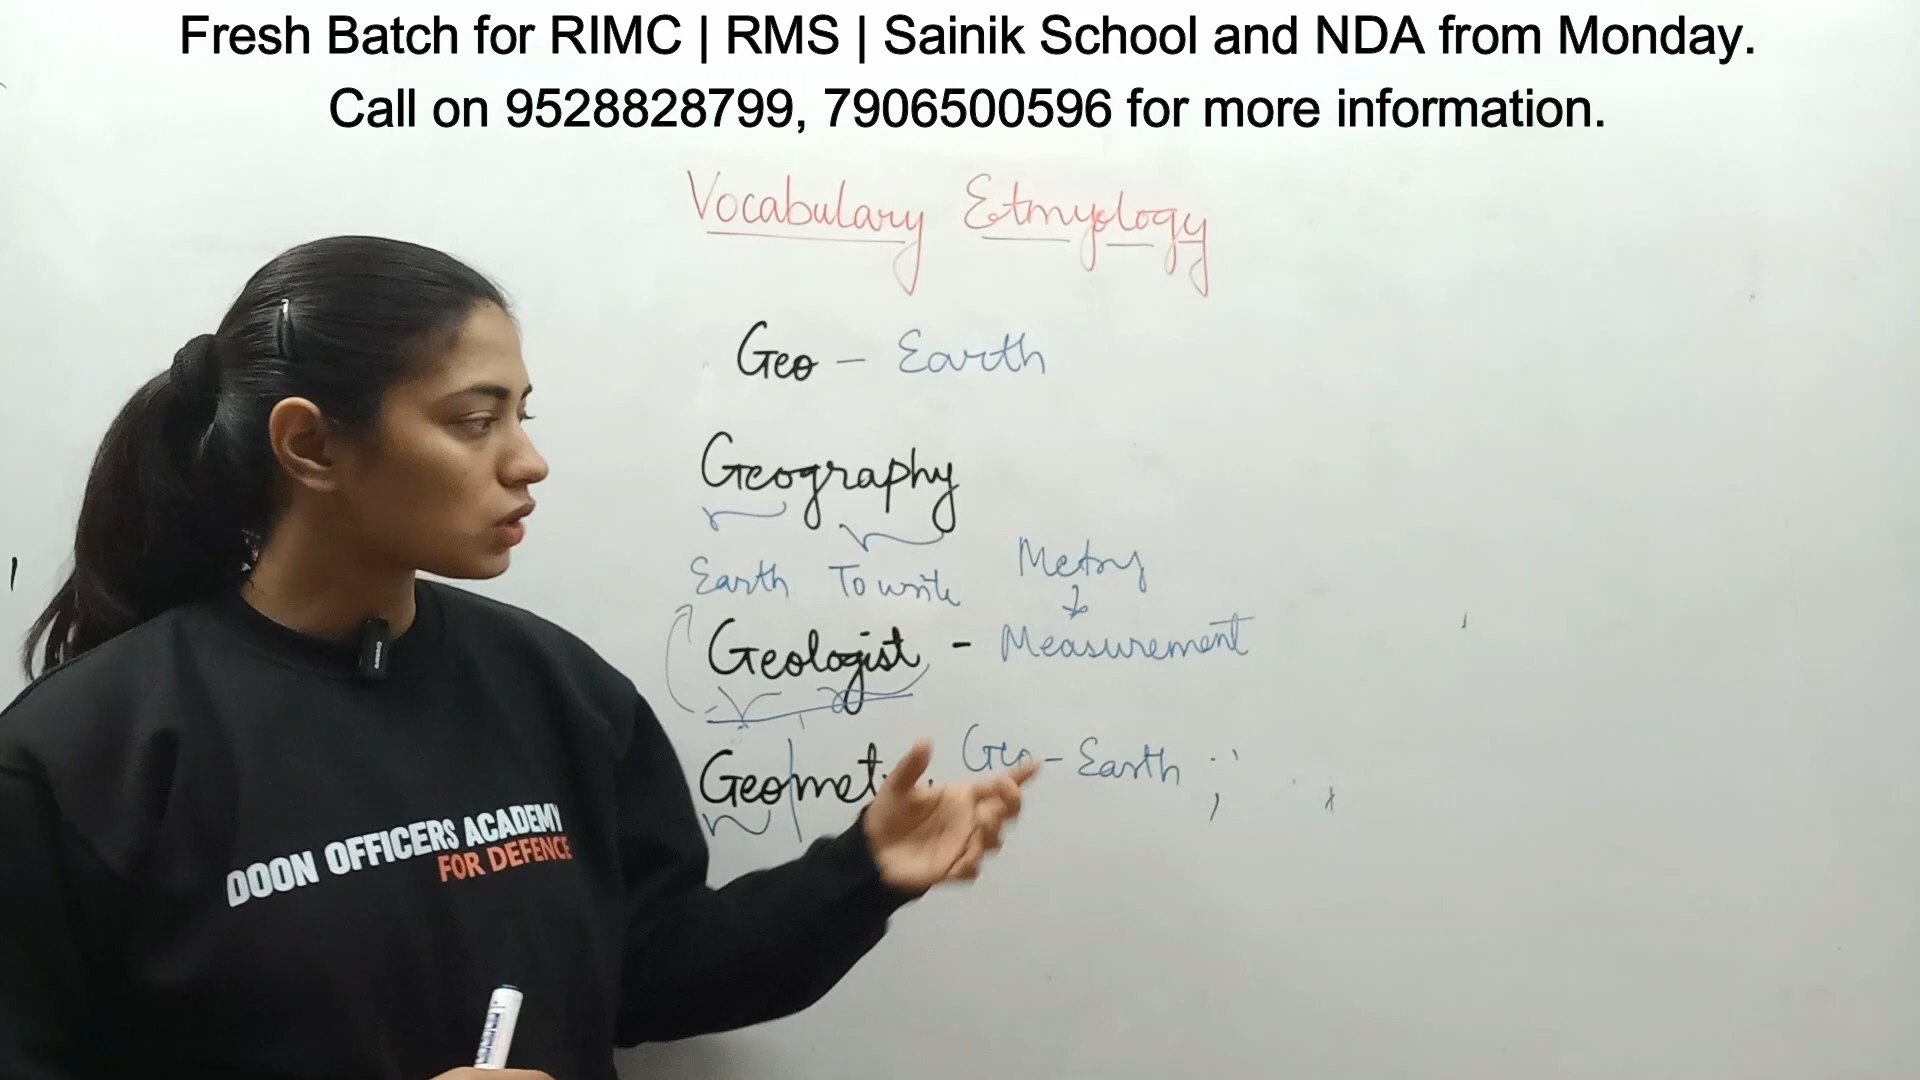 Fresh Batch for RIMC | RMS | Sainik School and NDA from Monday.
Call on 9528828799, 7906500596 for more information.
Vocabulary Etmyology
Geo - Earth
Geography
Earth To write
Metry
Geologist - Measurement
Geomet
Geo - Earth ;
DOON OFFICERS ACADEMY
FOR DEFENCE